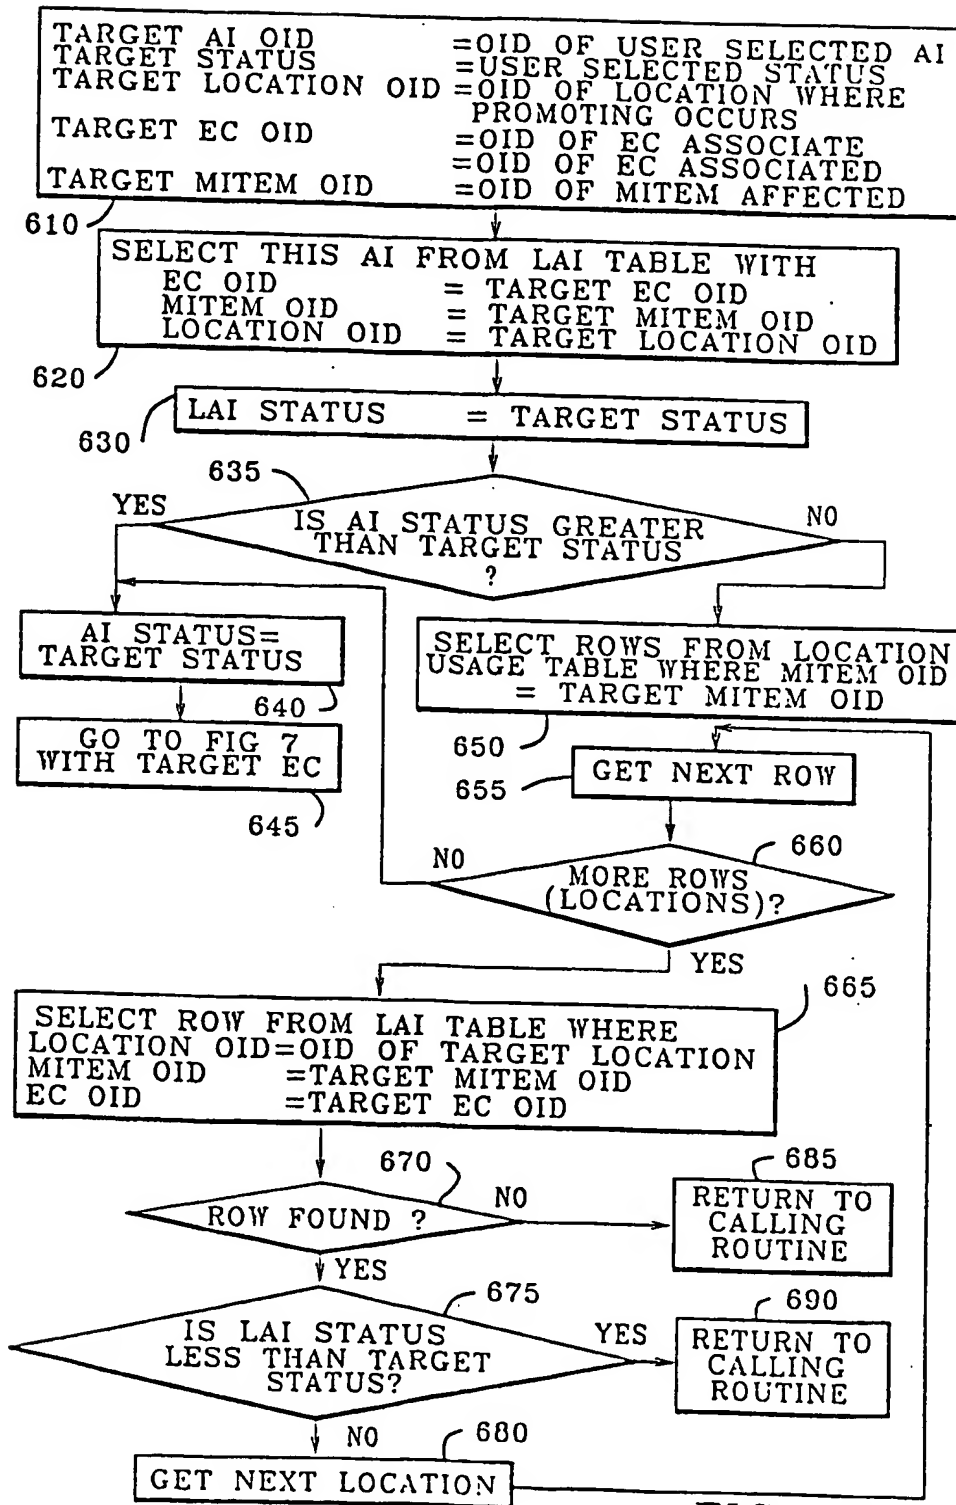 TARGET AI OID =OID OF USER SELECTED AI
TARGET STATUS =USER SELECTED STATUS
TARGET LOCATION OID =OID OF LOCATION WHERE
PROMOTING OCCURS
TARGET EC OID =OID OF EC ASSOCIATE
=OID OF EC ASSOCIATED
TARGET MITEM OID =OID OF MITEM AFFECTED
610
SELECT THIS AI FROM LAI TABLE WITH
EC OID = TARGET EC OID
MITEM OID = TARGET MITEM OID
LOCATION OID = TARGET LOCATION OID
620
LAI STATUS = TARGET STATUS
630
635
YES
IS AI STATUS GREATER
THAN TARGET STATUS
?
NO
AI STATUS=
TARGET STATUS
640
GO TO FIG 7
WITH TARGET EC
645
SELECT ROWS FROM LOCATION
USAGE TABLE WHERE MITEM OID
= TARGET MITEM OID
650
655
GET NEXT ROW
660
NO
MORE ROWS
(LOCATIONS)?
YES
665
SELECT ROW FROM LAI TABLE WHERE
LOCATION OID=OID OF TARGET LOCATION
MITEM OID =TARGET MITEM OID
EC OID =TARGET EC OID
670
ROW FOUND ?
NO
685
RETURN TO
CALLING
ROUTINE
YES
675
IS LAI STATUS
LESS THAN TARGET
STATUS?
YES
690
RETURN TO
CALLING
ROUTINE
NO
680
GET NEXT LOCATION